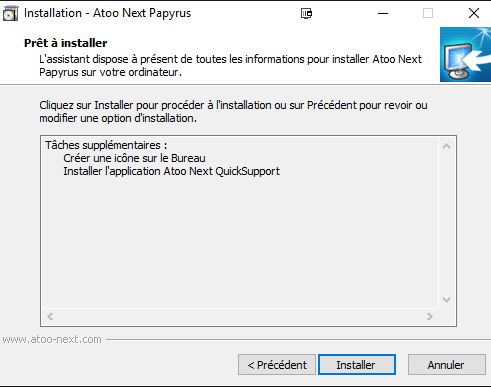 Installation - Atoo Next Papyrus
Prêt à installer
L'assistant dispose à présent de toutes les informations pour installer Atoo Next
Papyrus sur votre ordinateur.
Cliquez sur Installer pour procéder à l'installation ou sur Précédent pour revoir ou
modifier une option d'installation.
Tâches supplémentaires :
Créer une icône sur le Bureau
Installer l'application Atoo Next QuickSupport
www.atoo-next.com
< Précédent
Installer
Annuler